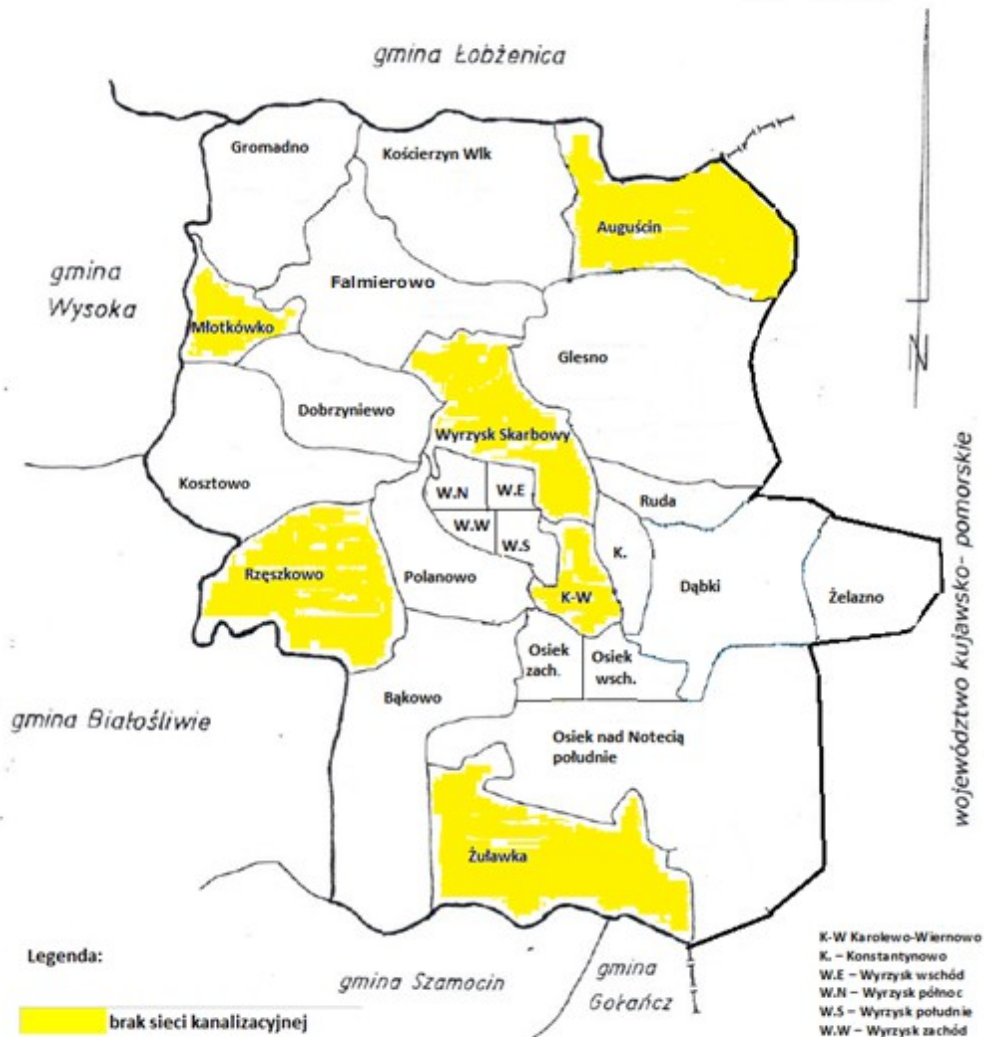 gmina Łobżenica
Gromadno
Kościerzyn Wlk
Auguścin
gmina
Wysoka
Falmierowo
Młotkówko
Glesno
Dobrzyniewo
Wyrzysk Skarbowy
N
Kosztowo
W.N
W.E
Ruda
W.W
W.S
K.
Rzęszkowo
Polanowo
K-W
Dąbki
Żelazno
województwo kujawsko- pomorskie
Osiek
zach.
Osiek
wsch.
Bąkowo
gmina Białośliwie
Osiek nad Notecią
południe
Żuławka
Legenda:
brak sieci kanalizacyjnej
gmina Szamocin
gmina
Gołańcz
K-W Karolewo-Wiernowo
K. – Konstantynowo
W.E – Wyrzysk wschód
W.N – Wyrzysk północ
W.S – Wyrzysk południe
W.W – Wyrzysk zachód